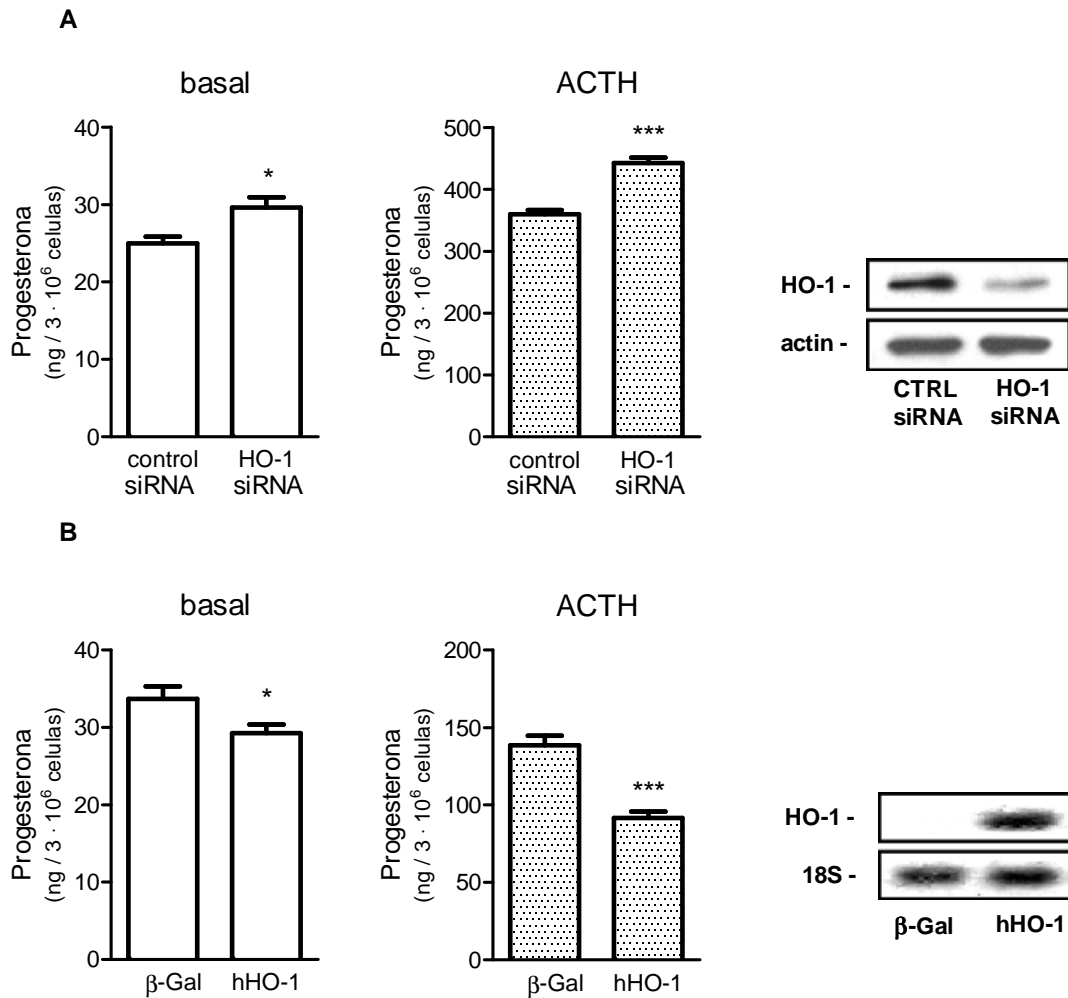 A
basal
ACTH
Progesterona
(ng / 3 · 10⁶ celulas)
40
30
20
10
0
*
control
siRNA
HO-1
siRNA
Progesterona
(ng / 3 · 10⁶ celulas)
500
400
300
200
100
0
***
control
siRNA
HO-1
siRNA
HO-1 -
actin -
CTRL
siRNA
HO-1
siRNA
B
basal
ACTH
Progesterona
(ng / 3 · 10⁶ celulas)
40
30
20
10
0
*
β-Gal
hHO-1
Progesterona
(ng / 3 · 10⁶ celulas)
200
150
100
50
0
***
β-Gal
hHO-1
HO-1 -
18S -
β-Gal
hHO-1